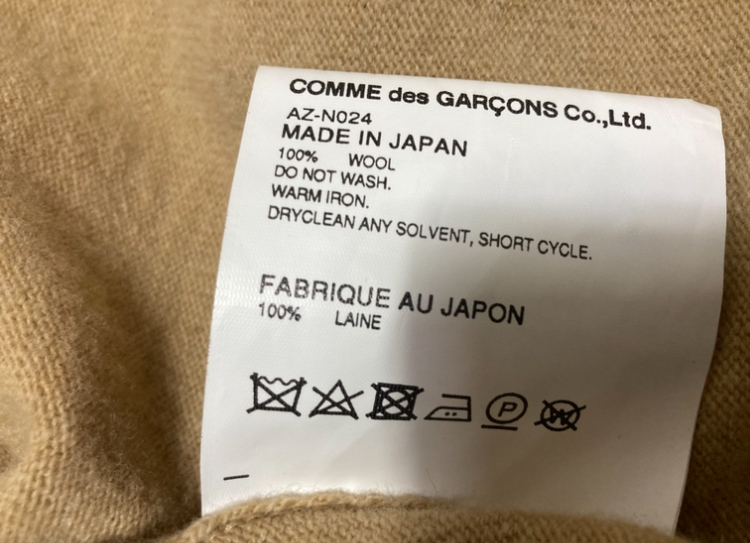 COMME des GARÇONS Co.,Ltd.
AZ-N024
MADE IN JAPAN
100% WOOL
DO NOT WASH.
WARM IRON.
DRYCLEAN ANY SOLVENT, SHORT CYCLE.
FABRIQUE AU JAPON
100% LAINE
P W